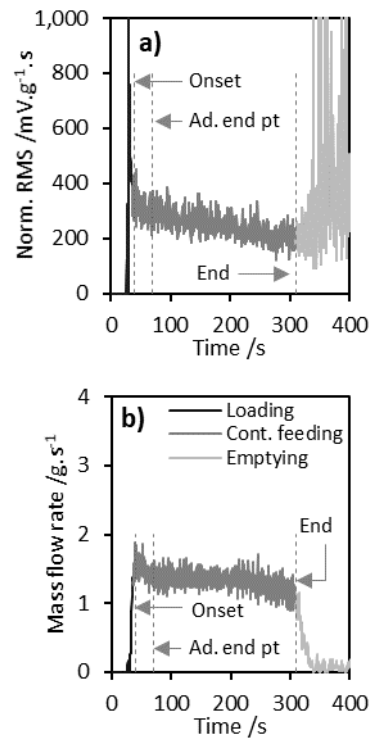 1,000
a)
Onset
800
Ad. end pt
600
400
200
End
0
0 100 200 300 400
Time /s
Norm. RMS /mV.g⁻¹.s
4
b)
Loading
Cont. feeding
3
Emptying
End
2
1
Onset
Ad. end pt
0
0 100 200 300 400
Time /s
Mass flow rate /g.s⁻¹